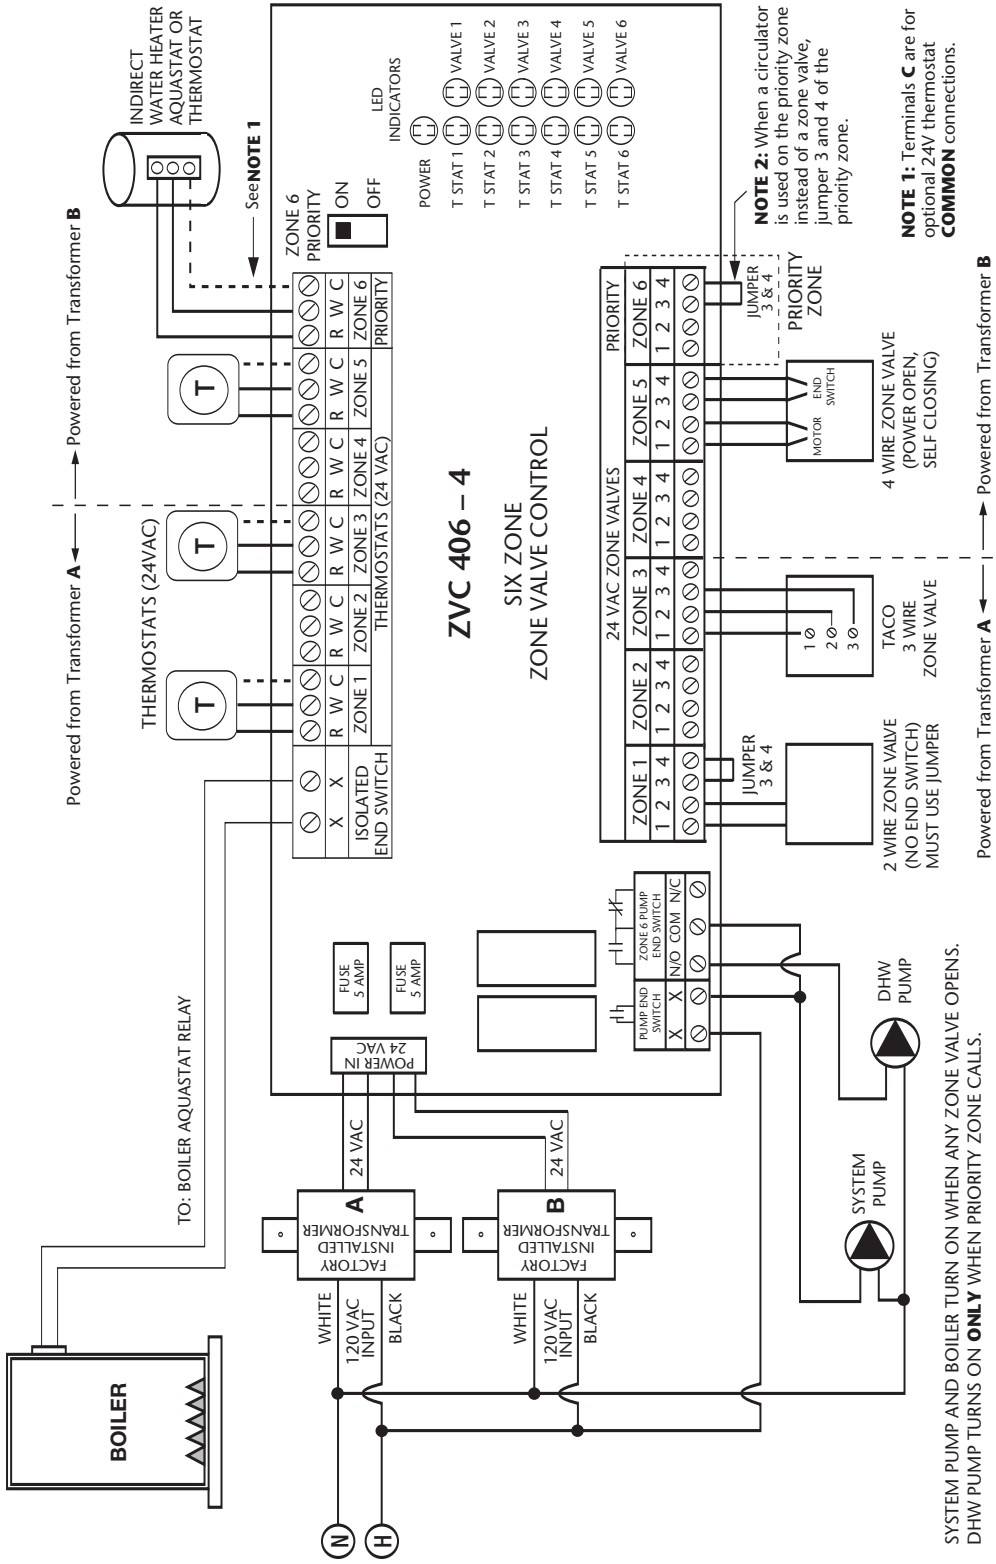 Powered from Transformer A
Powered from Transformer B
THERMOSTATS (24VAC)
T
T
T
INDIRECT
WATER HEATER
AQUASTAT OR
THERMOSTAT
See NOTE 1
TO: BOILER AQUASTAT RELAY
BOILER
X X
R W C
R W C
R W C
R W C
R W C
R W C
ISOLATED
END SWITCH
ZONE 1
ZONE 2
ZONE 3
ZONE 4
ZONE 5
ZONE 6
THERMOSTATS (24 VAC)
PRIORITY
ZONE 6
PRIORITY
ON
OFF
N
H
WHITE
120 VAC
INPUT
BLACK
FACTORY
INSTALLED
TRANSFORMER
A
24 VAC
WHITE
120 VAC
INPUT
BLACK
FACTORY
INSTALLED
TRANSFORMER
B
24 VAC
POWER IN
24 VAC
FUSE
5 AMP
FUSE
5 AMP
ZVC 406 – 4
SIX ZONE
ZONE VALVE CONTROL
LED
INDICATORS
POWER
T STAT 1 VALVE 1
T STAT 2 VALVE 2
T STAT 3 VALVE 3
T STAT 4 VALVE 4
T STAT 5 VALVE 5
T STAT 6 VALVE 6
PUMP END
SWITCH
X X
ZONE 6 PUMP
END SWITCH
N/O COM N/C
24 VAC ZONE VALVES
PRIORITY
ZONE 1
ZONE 2
ZONE 3
ZONE 4
ZONE 5
ZONE 6
1 2 3 4
1 2 3 4
1 2 3 4
1 2 3 4
1 2 3 4
1 2 3 4
JUMPER
3 & 4
JUMPER
3 & 4
PRIORITY
ZONE
NOTE 2: When a circulator
is used on the priority zone
instead of a zone valve,
jumper 3 and 4 of the
priority zone.
2 WIRE ZONE VALVE
(NO END SWITCH)
MUST USE JUMPER
1
2
3
TACO
3 WIRE
ZONE VALVE
MOTOR
END
SWITCH
4 WIRE ZONE VALVE
(POWER OPEN,
SELF CLOSING)
NOTE 1: Terminals C are for
optional 24V thermostat
COMMON connections.
SYSTEM
PUMP
DHW
PUMP
Powered from Transformer A
Powered from Transformer B
SYSTEM PUMP AND BOILER TURN ON WHEN ANY ZONE VALVE OPENS.
DHW PUMP TURNS ON ONLY WHEN PRIORITY ZONE CALLS.